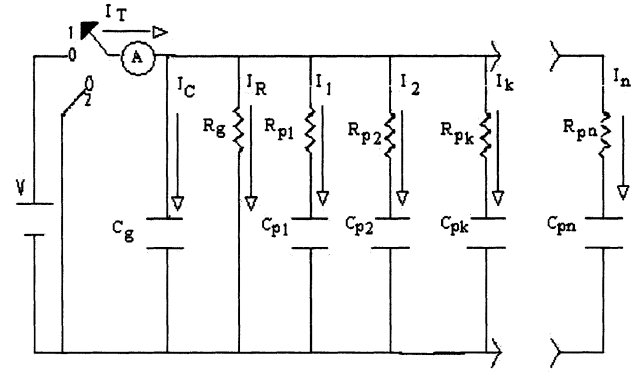 I_T
1
0
A
0
2
I_C
I_R
I_1
I_2
I_k
I_n
R_g
R_p1
R_p2
R_pk
R_pn
V
C_g
C_p1
C_p2
C_pk
C_pn